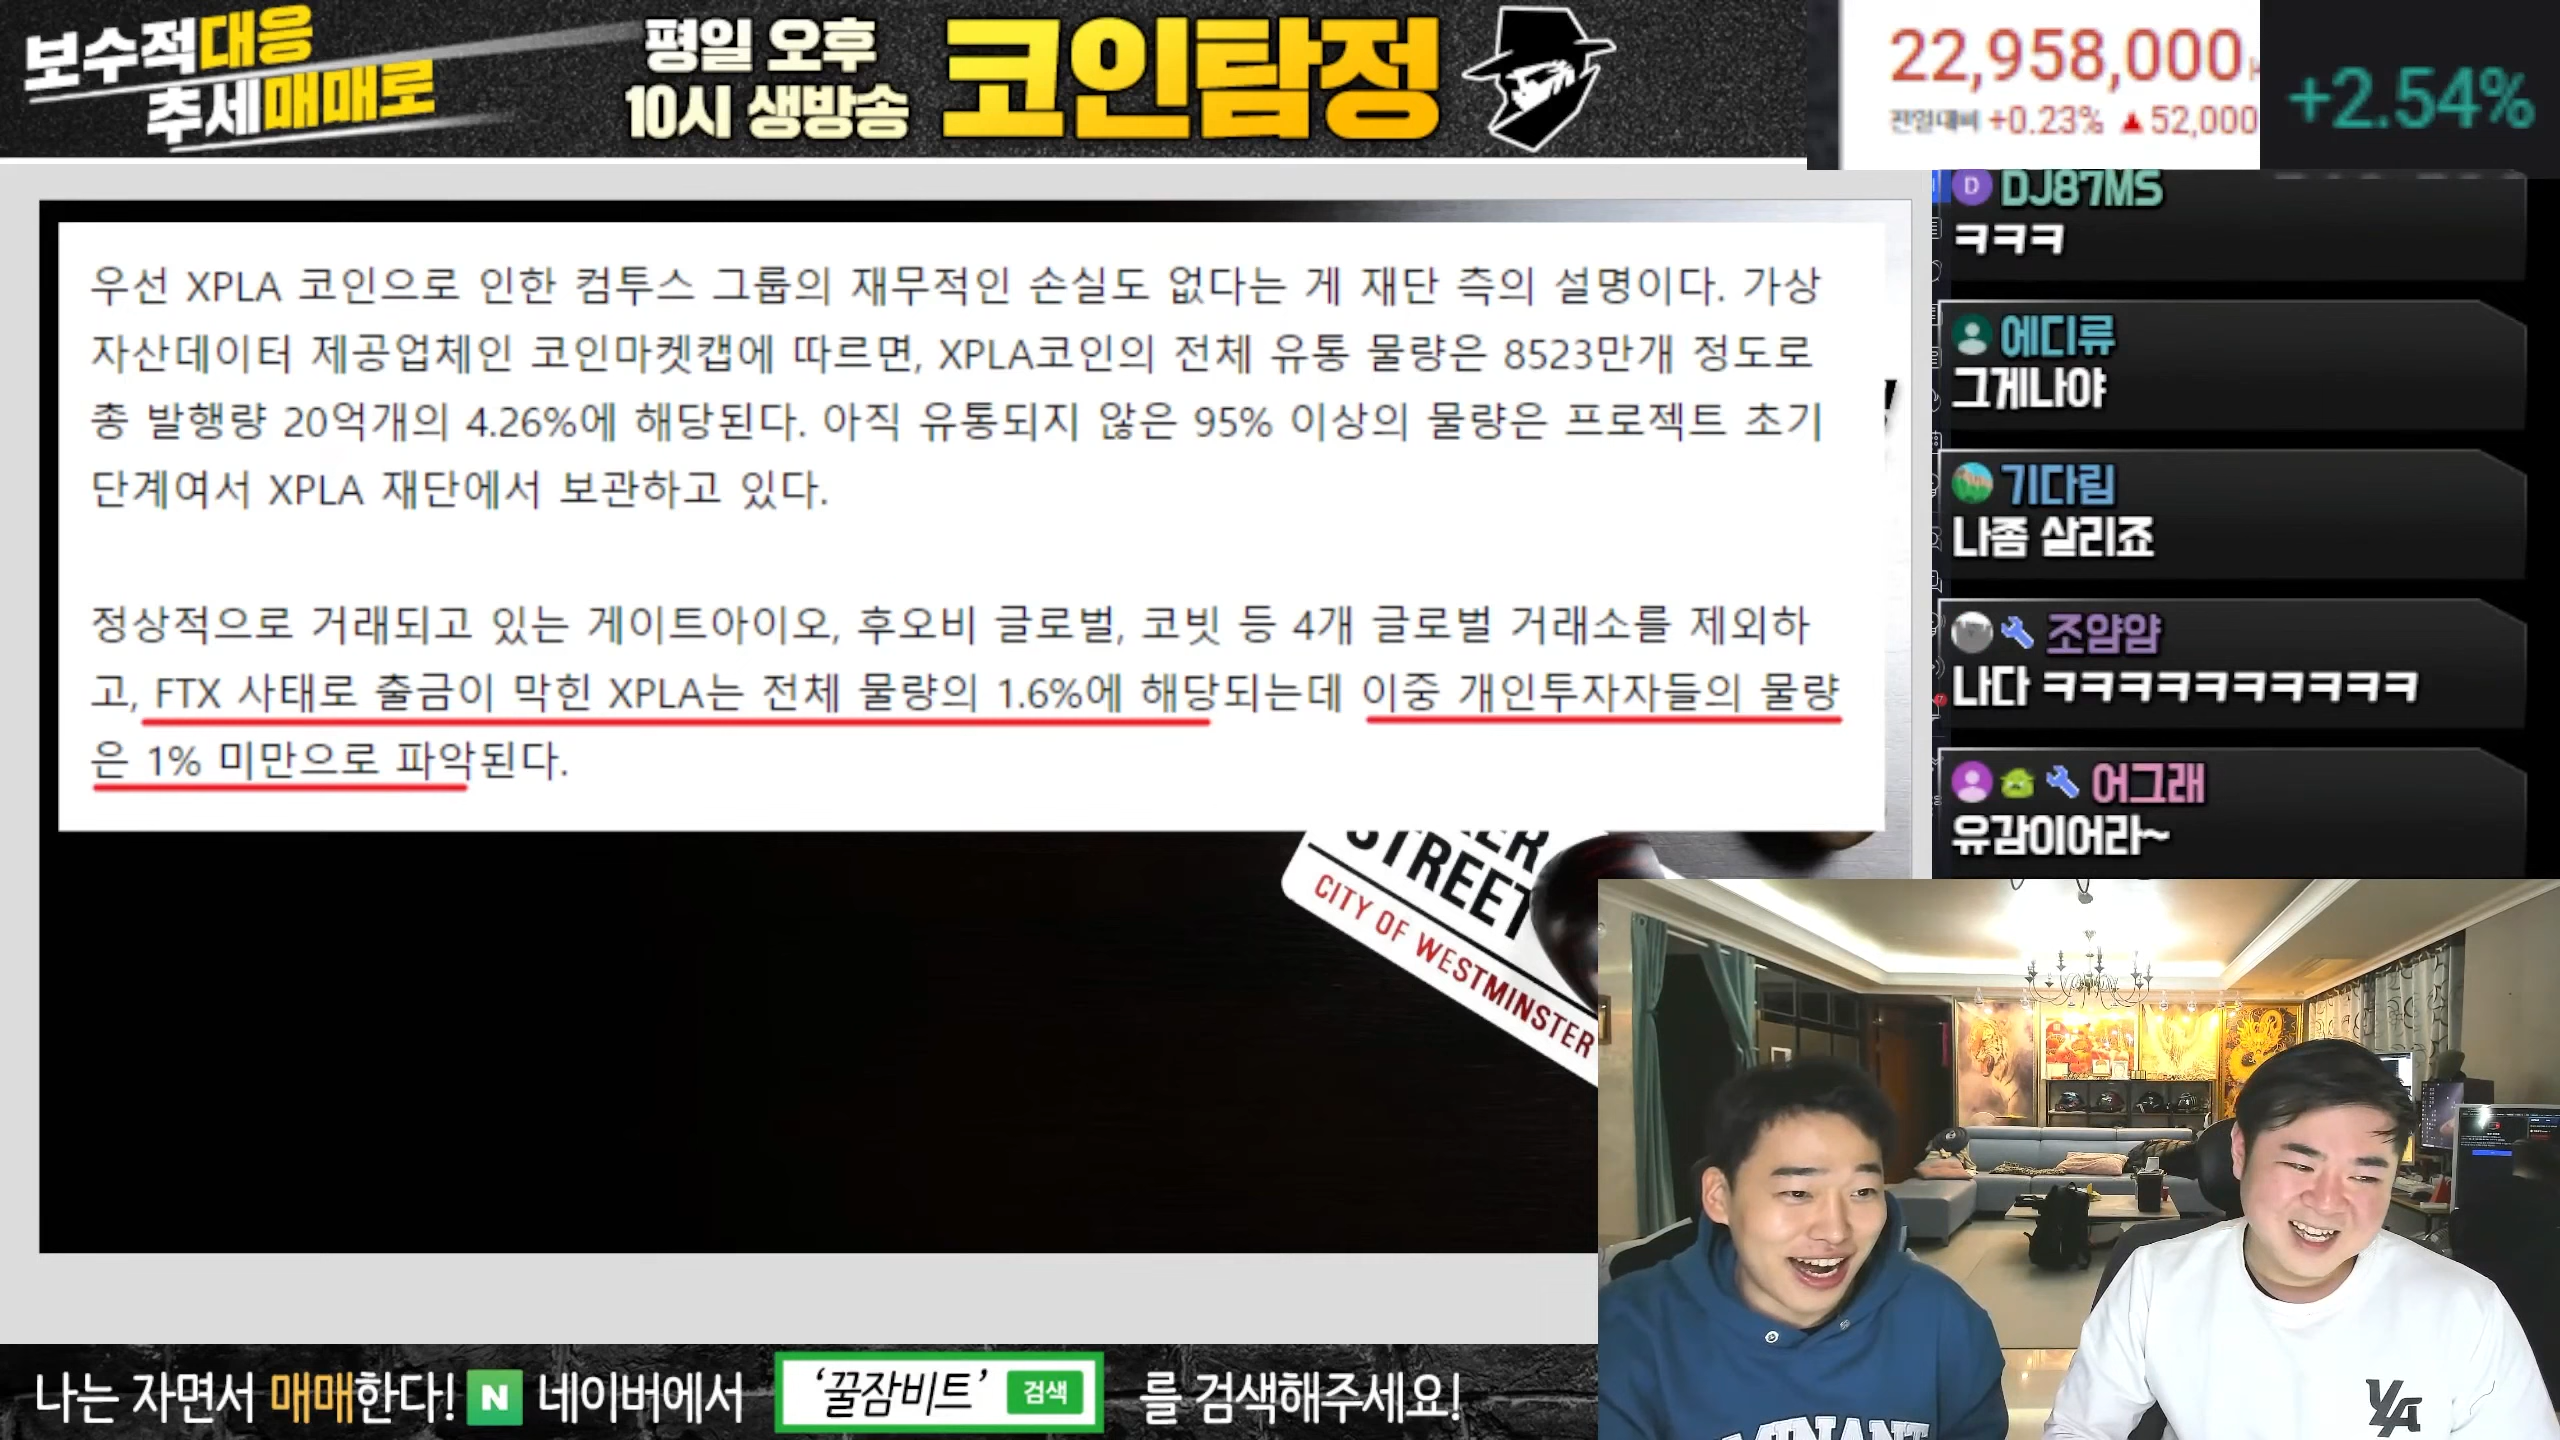 보수적대응
추세매매로
평일 오후
10시 생방송
코인탐정
22,958,000
전일대비 +0.23% ▲52,000
+2.54%
D DJ87MS
ㅋㅋㅋ
에디류
그게나야
기다림
나좀 살리죠
조얌얌
나다 ㅋㅋㅋㅋㅋㅋㅋㅋㅋㅋ
어그래
유감이어라~
우선 XPLA 코인으로 인한 컴투스 그룹의 재무적인 손실도 없다는 게 재단 측의 설명이다. 가상
자산데이터 제공업체인 코인마켓캡에 따르면, XPLA코인의 전체 유통 물량은 8523만개 정도로
총 발행량 20억개의 4.26%에 해당된다. 아직 유통되지 않은 95% 이상의 물량은 프로젝트 초기
단계여서 XPLA 재단에서 보관하고 있다.
정상적으로 거래되고 있는 게이트아이오, 후오비 글로벌, 코빗 등 4개 글로벌 거래소를 제외하
고, FTX 사태로 출금이 막힌 XPLA는 전체 물량의 1.6%에 해당되는데 이중 개인투자자들의 물량
은 1% 미만으로 파악된다.
STREET
CITY OF WESTMINSTER
나는 자면서 매매한다! N 네이버에서 '꿀잠비트' 검색 를 검색해주세요!